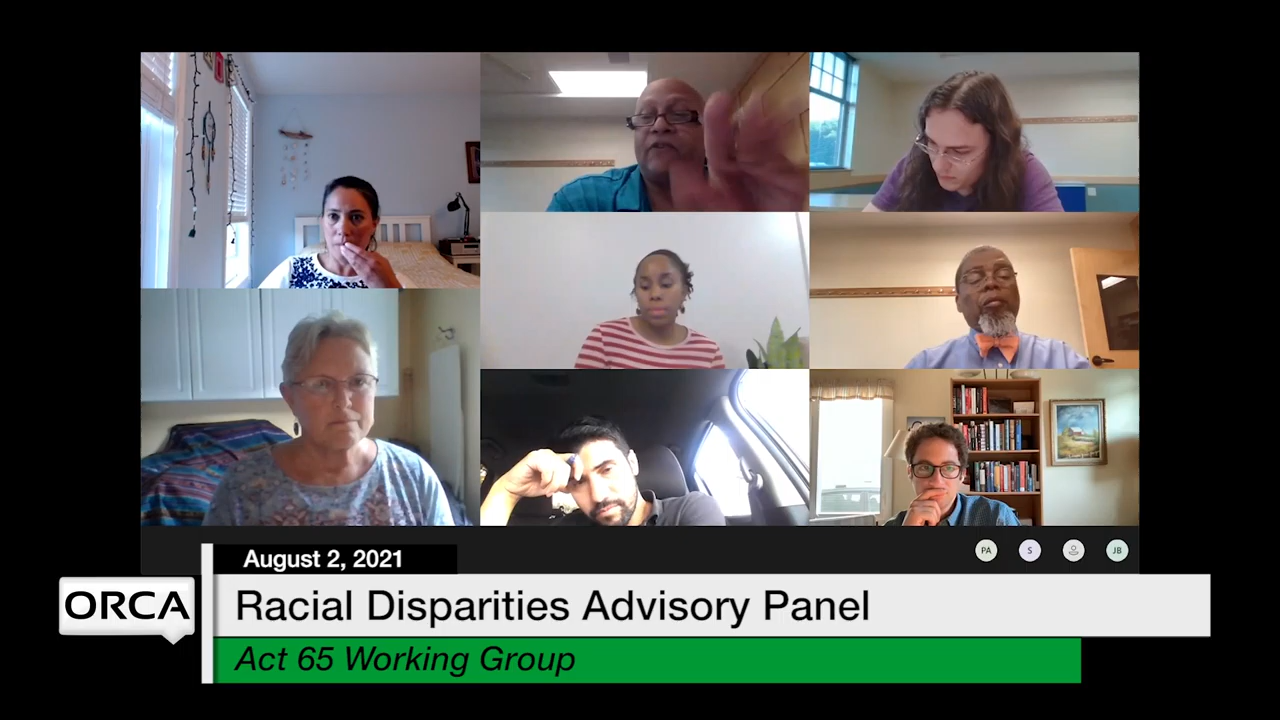 PA S JB
August 2, 2021
ORCA
Racial Disparities Advisory Panel
Act 65 Working Group